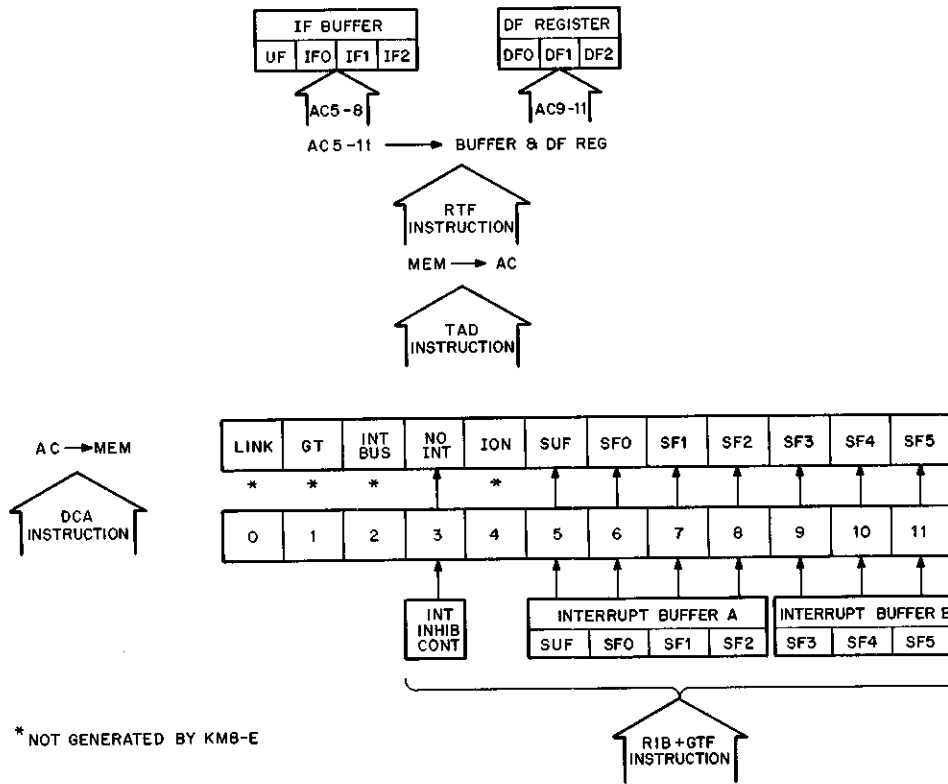 IF BUFFER
UF IF0 IF1 IF2
DF REGISTER
DF0 DF1 DF2
AC5-8
AC9-11
AC5-11 → BUFFER & DF REG
RTF
INSTRUCTION
MEM → AC
TAD
INSTRUCTION
AC → MEM
DCA
INSTRUCTION
LINK GT INT BUS NO INT ION SUF SF0 SF1 SF2 SF3 SF4 SF5
* * * *
0 1 2 3 4 5 6 7 8 9 10 11
INT
INHIB
CONT
INTERRUPT BUFFER A
SUF SF0 SF1 SF2
INTERRUPT BUFFER B
SF3 SF4 SF5
* NOT GENERATED BY KM8-E
RIB+GTF
INSTRUCTION